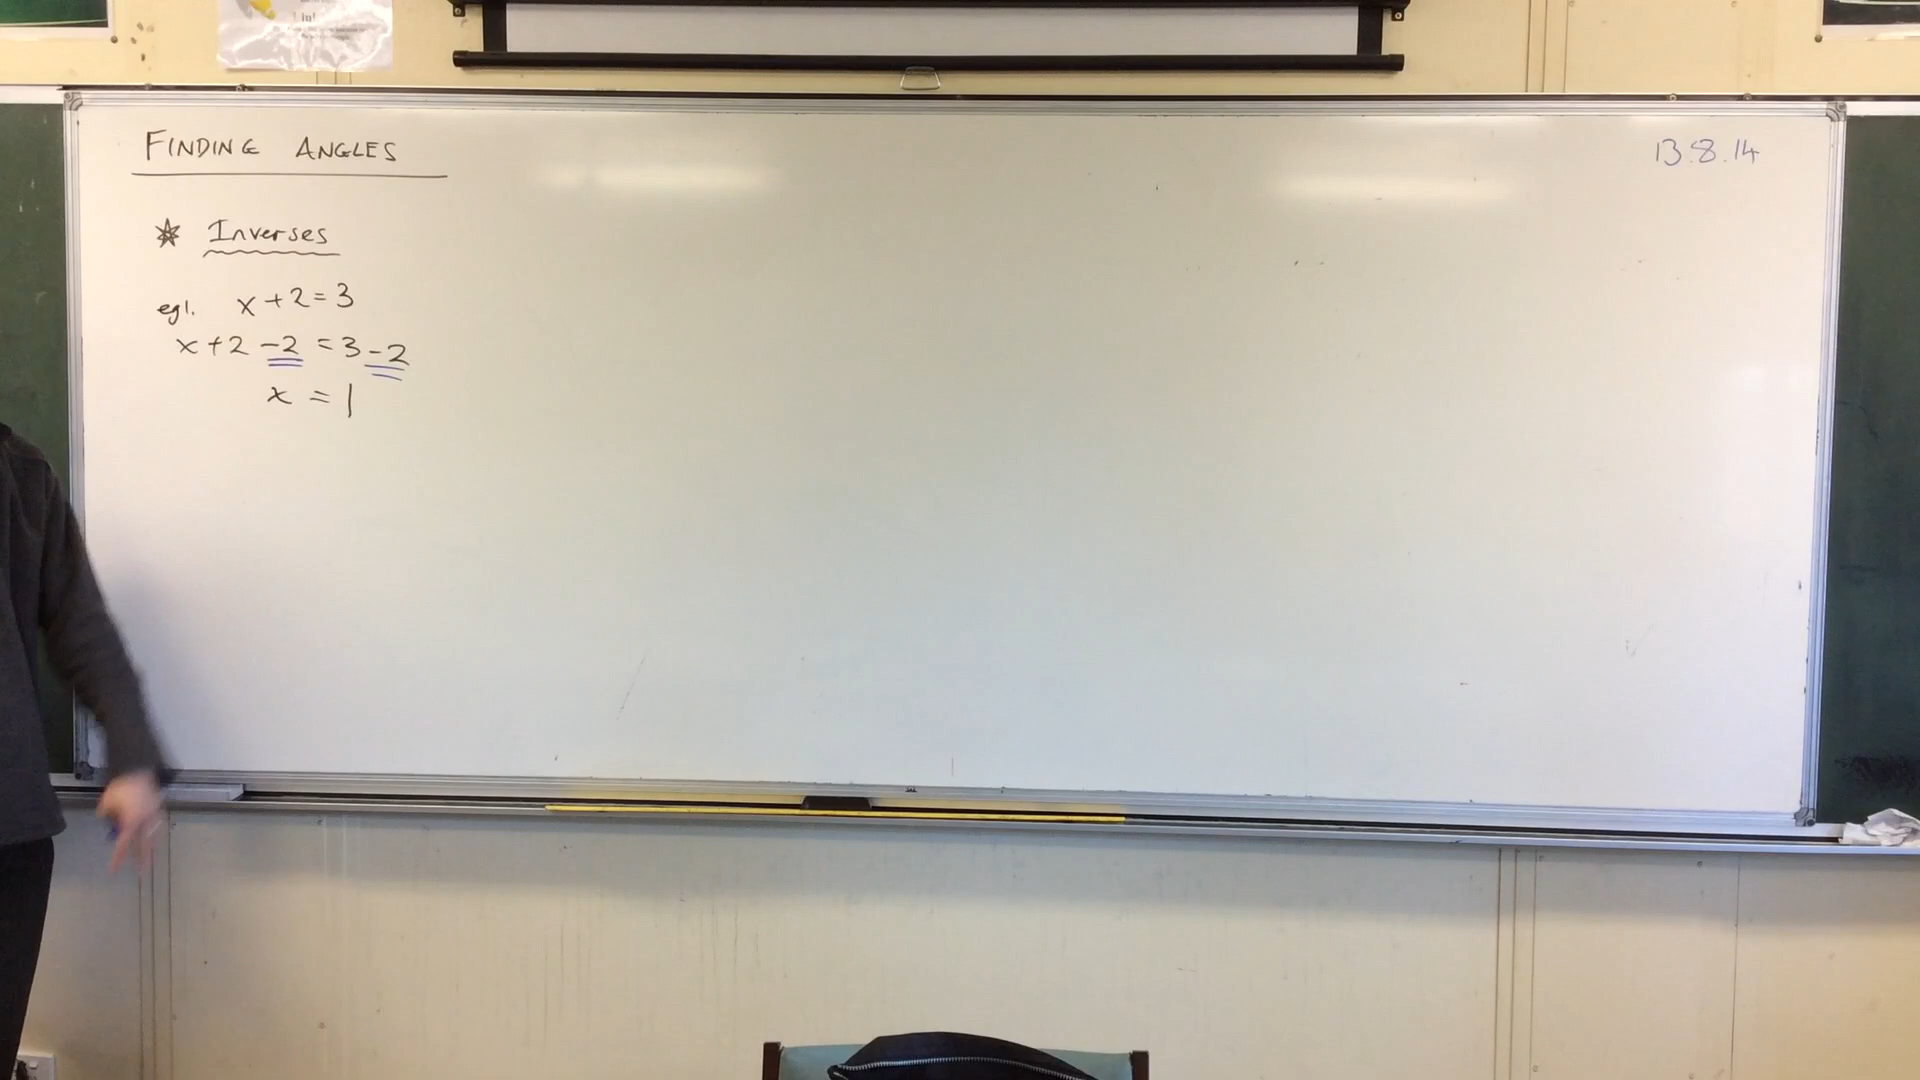 FINDING ANGLES
13.8.14
* Inverses
eg1. x + 2 = 3
x + 2 - 2 = 3 - 2
x = 1